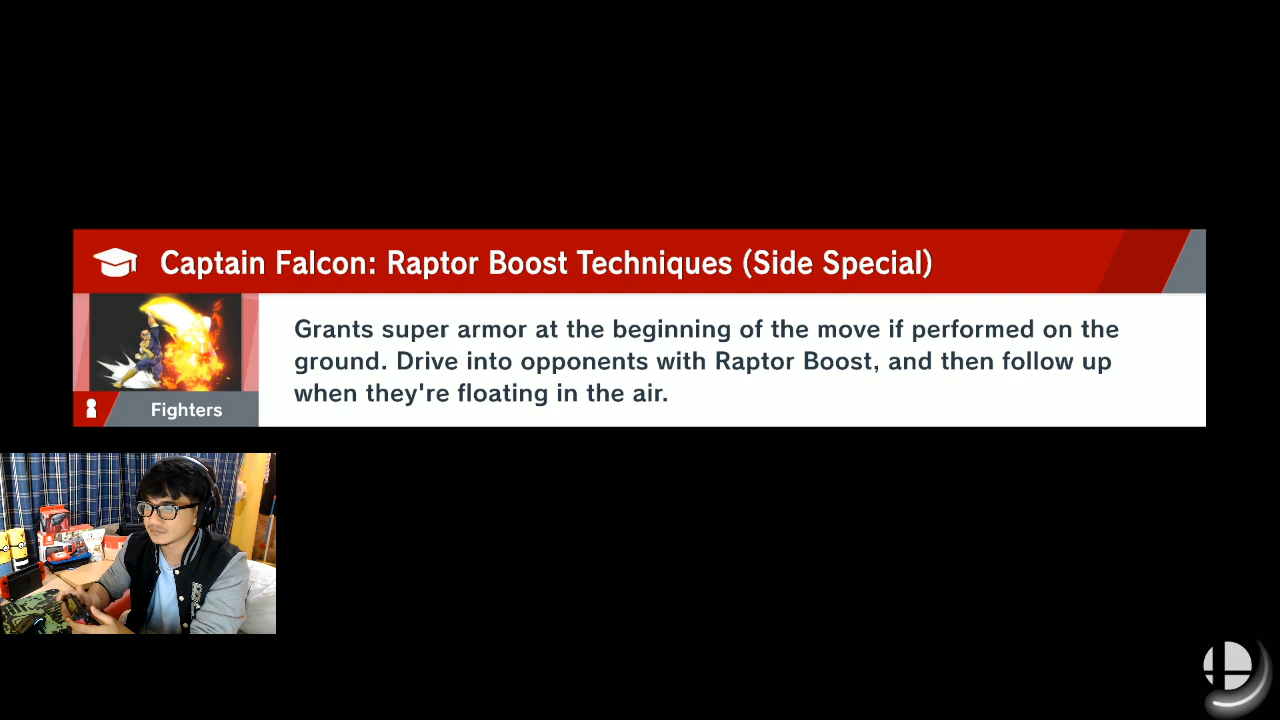 Captain Falcon: Raptor Boost Techniques (Side Special)
Grants super armor at the beginning of the move if performed on the
ground. Drive into opponents with Raptor Boost, and then follow up
when they're floating in the air.
Fighters